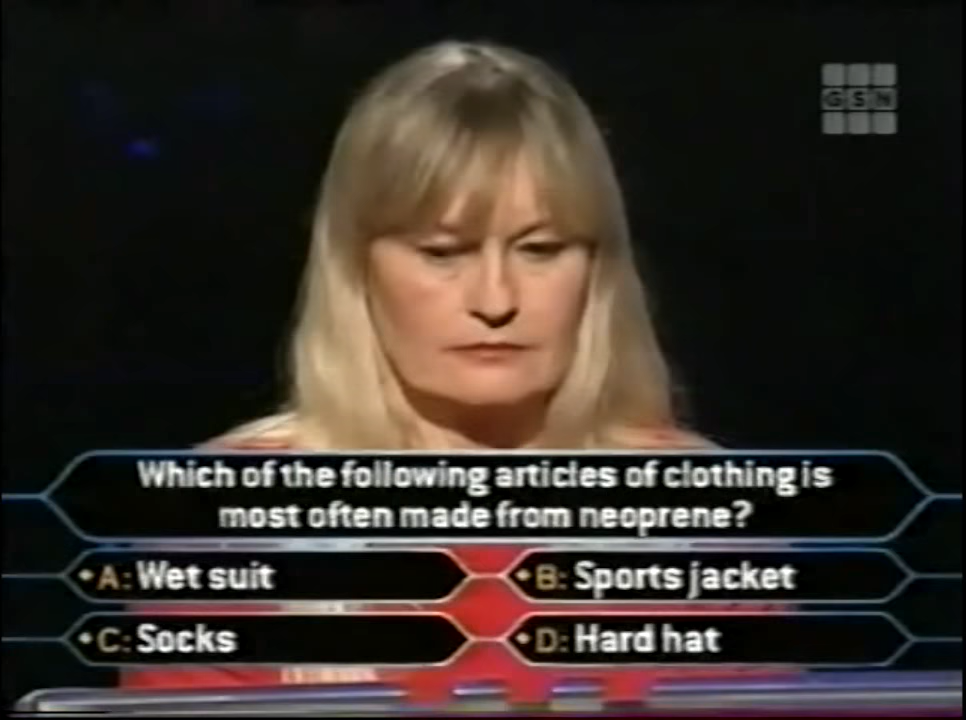 GSN
Which of the following articles of clothing is
most often made from neoprene?
A: Wet suit
B: Sports jacket
C: Socks
D: Hard hat